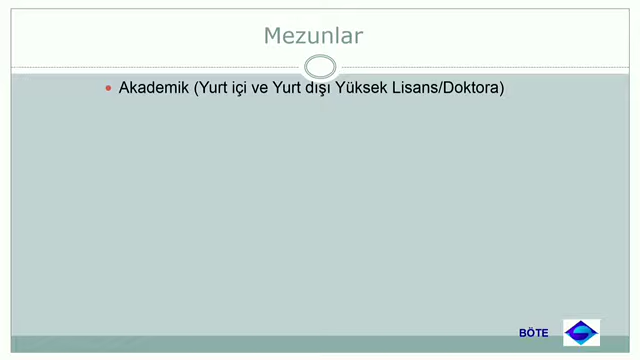 Mezunlar
Akademik (Yurt içi ve Yurt dışı Yüksek Lisans/Doktora)
BÖTE